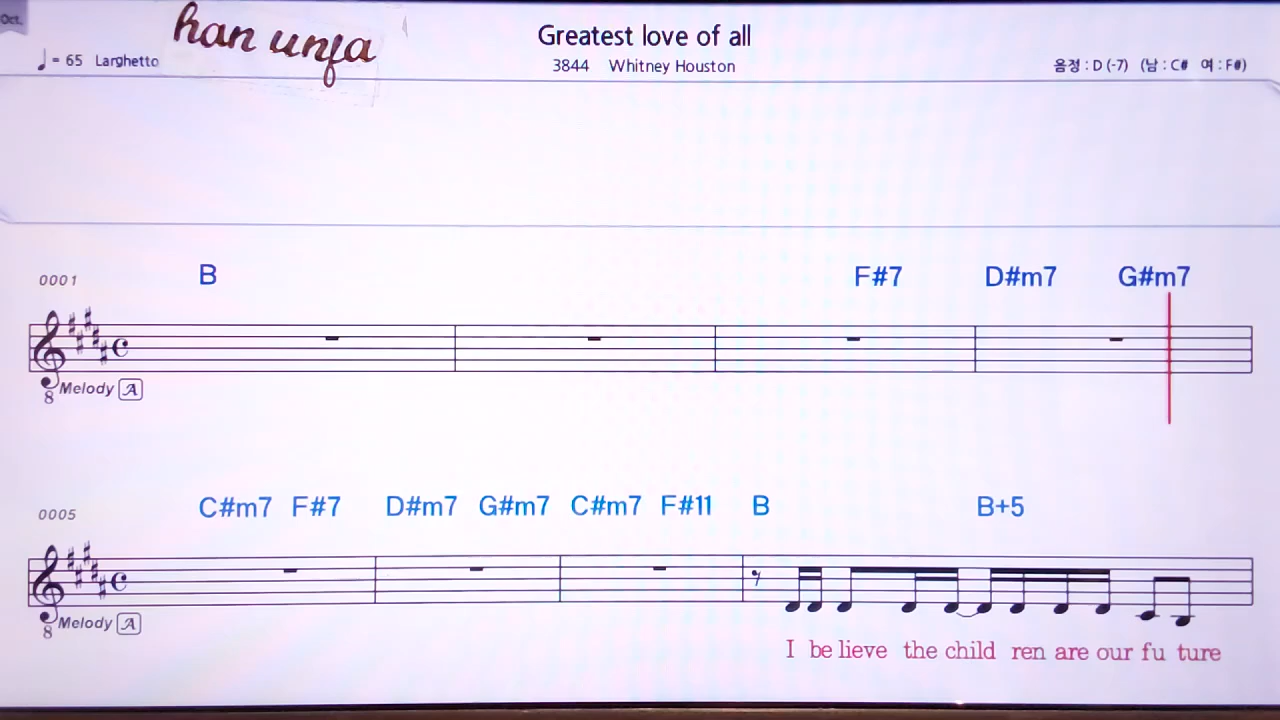 Oct.
han unfa
Greatest love of all
♩= 65 Larghetto
3844 Whitney Houston
음정 : D (-7) (남 : C# 여 : F#)
0001
B F#7 D#m7 G#m7
8 Melody A
0005
C#m7 F#7 D#m7 G#m7 C#m7 F#11 B B+5
8 Melody A
I be lieve the child ren are our fu ture